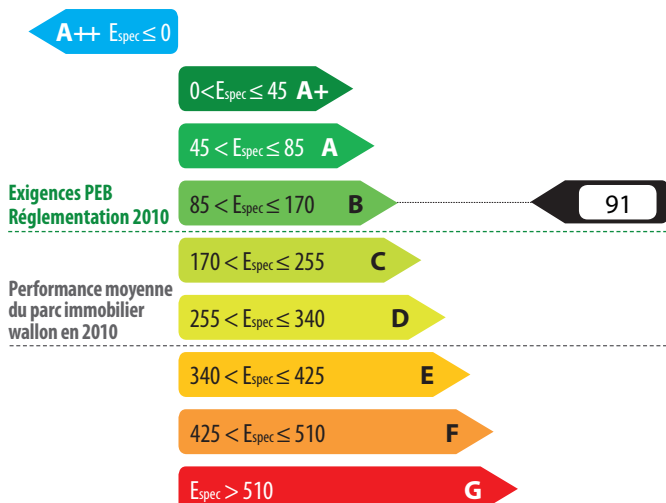 A++ Espec ≤ 0
0<Espec ≤ 45 A+
45 < Espec ≤ 85 A
Exigences PEB
Réglementation 2010
85 < Espec ≤ 170 B
91
170 < Espec ≤ 255 C
Performance moyenne
du parc immobilier
wallon en 2010
255 < Espec ≤ 340 D
340 < Espec ≤ 425 E
425 < Espec ≤ 510 F
Espec > 510 G